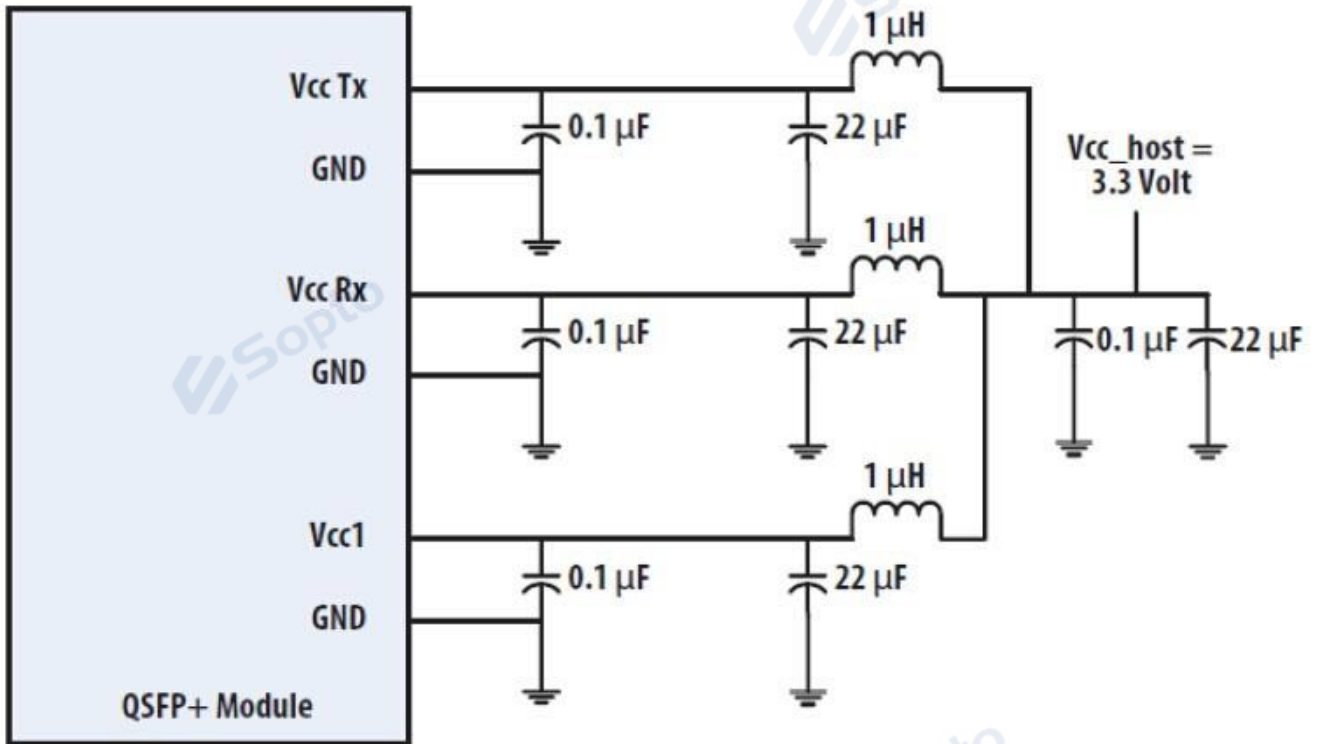 1 μH
Vcc Tx
0.1 μF
22 μF
GND
Vcc_host =
3.3 Volt
1 μH
Vcc Rx
0.1 μF
22 μF
0.1 μF
22 μF
GND
1 μH
Vcc1
0.1 μF
22 μF
GND
QSFP+ Module
Sopto